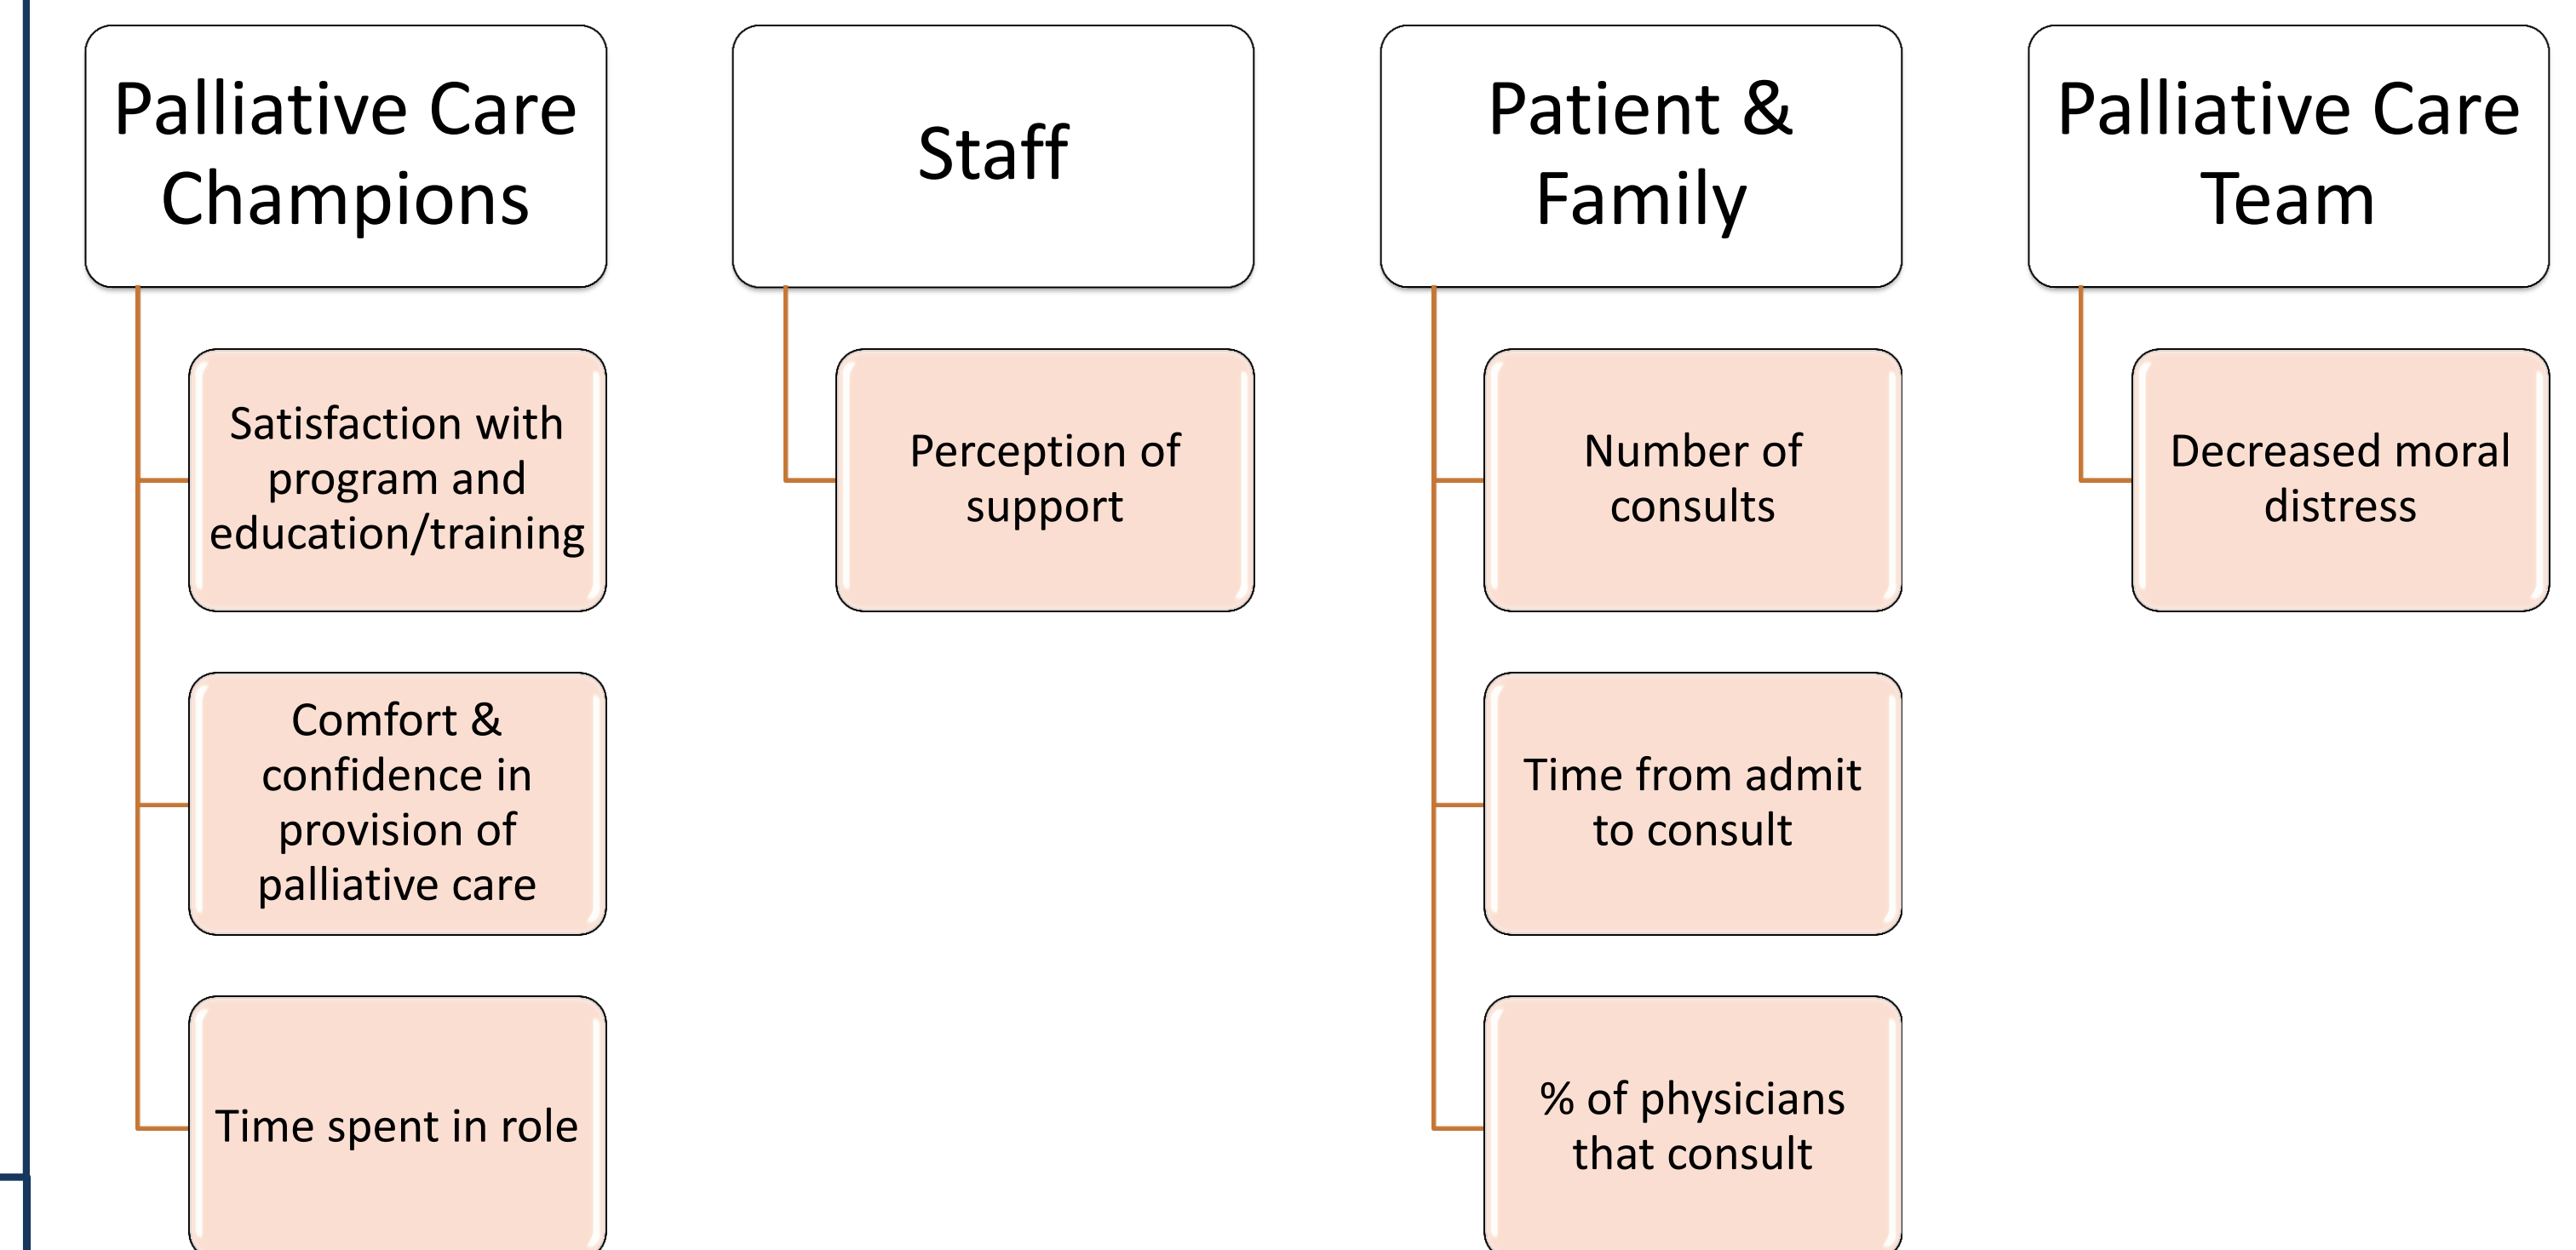 Palliative Care
Champions
Satisfaction with
program and
education/training
Comfort &
confidence in
provision of
palliative care
Time spent in role
Staff
Perception of
support
Patient &
Family
Number of
consults
Time from admit
to consult
% of physicians
that consult
Palliative Care
Team
Decreased moral
distress